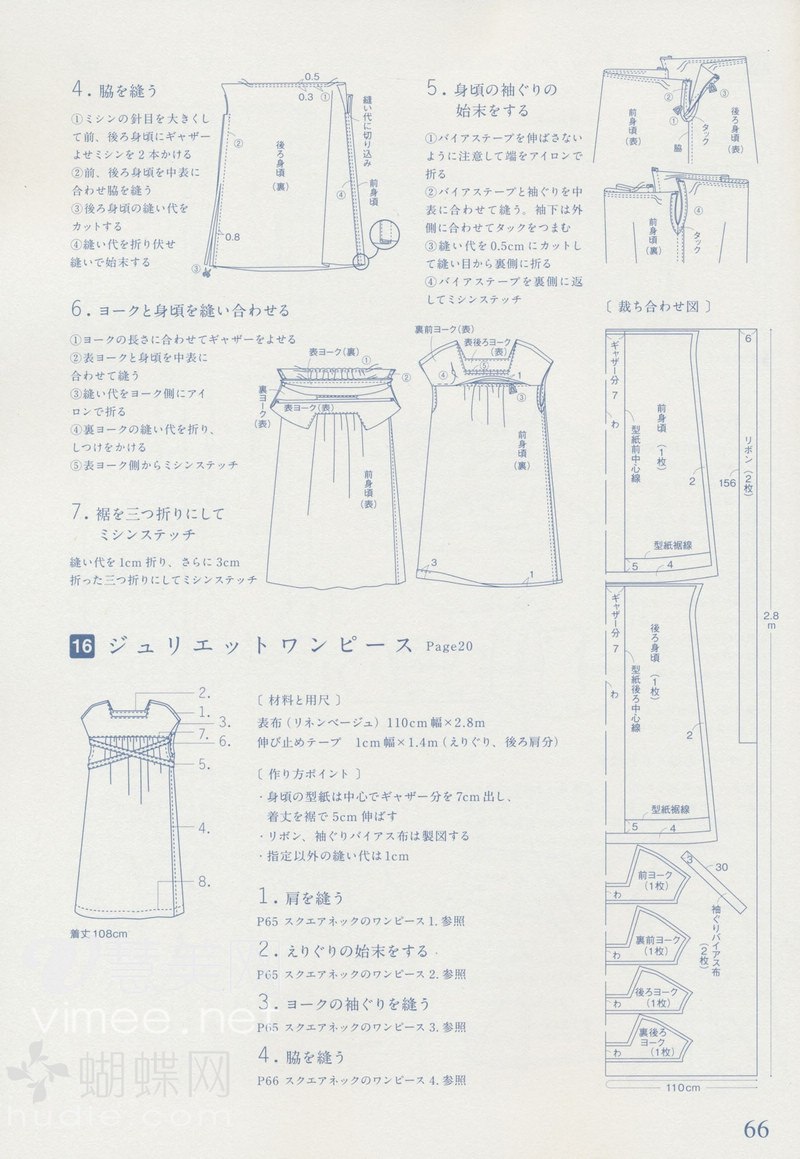 4. 脇を縫う
①ミシンの針目を大きくし
て前、後ろ身頃にギャザー
よせミシンを2本かける
②前、後ろ身頃を中表に
合わせ脇を縫う
③後ろ身頃の縫い代を
カットする
④縫い代を折り伏せ
縫いで始末する
0.5
0.3
①
②
後ろ身頃(裏)
縫い代に切り込み
前身頃(裏)
④
0.8
③
5. 身頃の袖ぐりの
始末をする
①バイアステープを伸ばさない
ように注意して端をアイロンで
折る
②バイアステープと袖ぐりを中
表に合わせて縫う。袖下は外
側に合わせてタックをつまむ
③縫い代を0.5cmにカットし
て縫い目から裏側に折る
④バイアステープを裏側に返
してミシンステッチ
前身頃(表)
②
①
③
後ろ身頃(表)
脇
タック
前身頃(裏)
④
タック
6. ヨークと身頃を縫い合わせる
①ヨークの長さに合わせてギャザーをよせる
②表ヨークと身頃を中表に
合わせて縫う
③縫い代をヨーク側にアイ
ロンで折る
④裏ヨークの縫い代を折り、
しつけをかける
⑤表ヨーク側からミシンステッチ
表ヨーク(裏)
①
②
裏ヨーク(表)
表ヨーク(表)
前身頃(表)
裏前ヨーク(表)
表後ろヨーク(表)
④
⑤
1
③
前身頃(裏)
3
1
7. 裾を三つ折りにして
ミシンステッチ
縫い代を1cm折り、さらに3cm
折った三つ折りにしてミシンステッチ
〔 裁ち合わせ図 〕
ギャザー分
7
わ
型紙前中心線
前身頃(1枚)
2
型紙裾線
5
4
6
リボン(2枚)
156
2.8m
ギャザー分
7
わ
型紙後ろ中心線
後ろ身頃(1枚)
2
型紙裾線
5
4
前ヨーク(1枚)
わ
3
30
袖ぐりバイアス布(2枚)
裏前ヨーク(1枚)
わ
後ろヨーク(1枚)
わ
裏後ろヨーク(1枚)
わ
110cm
16 ジュリエットワンピース Page20
2.
1.
3.
7.
6.
5.
4.
8.
着丈108cm
〔 材料と用尺 〕
表布(リネンベージュ) 110cm幅×2.8m
伸び止めテープ 1cm幅×1.4m(えりぐり、後ろ肩分)
〔 作り方ポイント 〕
・身頃の型紙は中心でギャザー分を7cm出し、
着丈を裾で5cm伸ばす
・リボン、袖ぐりバイアス布は製図する
・指定以外の縫い代は1cm
1. 肩を縫う
P65 スクエアネックのワンピース1. 参照
2. えりぐりの始末をする
P65 スクエアネックのワンピース2. 参照
3. ヨークの袖ぐりを縫う
P65 スクエアネックのワンピース3. 参照
4. 脇を縫う
P66 スクエアネックのワンピース4. 参照
vimee.net
蝴蝶网
hudie.com
66